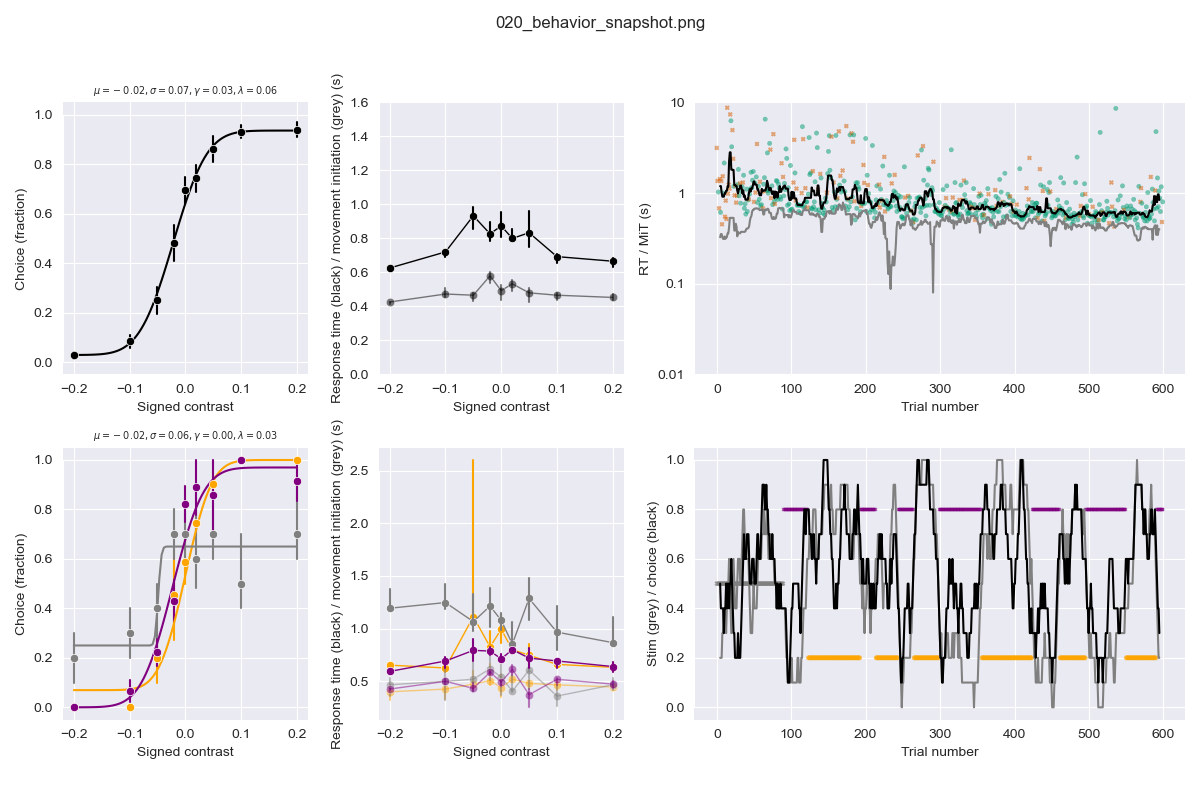 020_behavior_snapshot.png
μ = − 0.02, σ = 0.07, γ = 0.03, λ = 0.06
Choice (fraction)
1.0
0.8
0.6
0.4
0.2
0.0
−0.2 −0.1 0.0 0.1 0.2
Signed contrast
Response time (black) / movement initiation (grey) (s)
1.6
1.4
1.2
1.0
0.8
0.6
0.4
0.2
0.0
−0.2 −0.1 0.0 0.1 0.2
Signed contrast
RT / MiT (s)
10
1
0.1
0.01
0 100 200 300 400 500 600
Trial number
μ = − 0.02, σ = 0.06, γ = 0.00, λ = 0.03
Choice (fraction)
1.0
0.8
0.6
0.4
0.2
0.0
−0.2 −0.1 0.0 0.1 0.2
Signed contrast
Response time (black) / movement initiation (grey) (s)
2.5
2.0
1.5
1.0
0.5
−0.2 −0.1 0.0 0.1 0.2
Signed contrast
Stim (grey) / choice (black)
1.0
0.8
0.6
0.4
0.2
0.0
0 100 200 300 400 500 600
Trial number